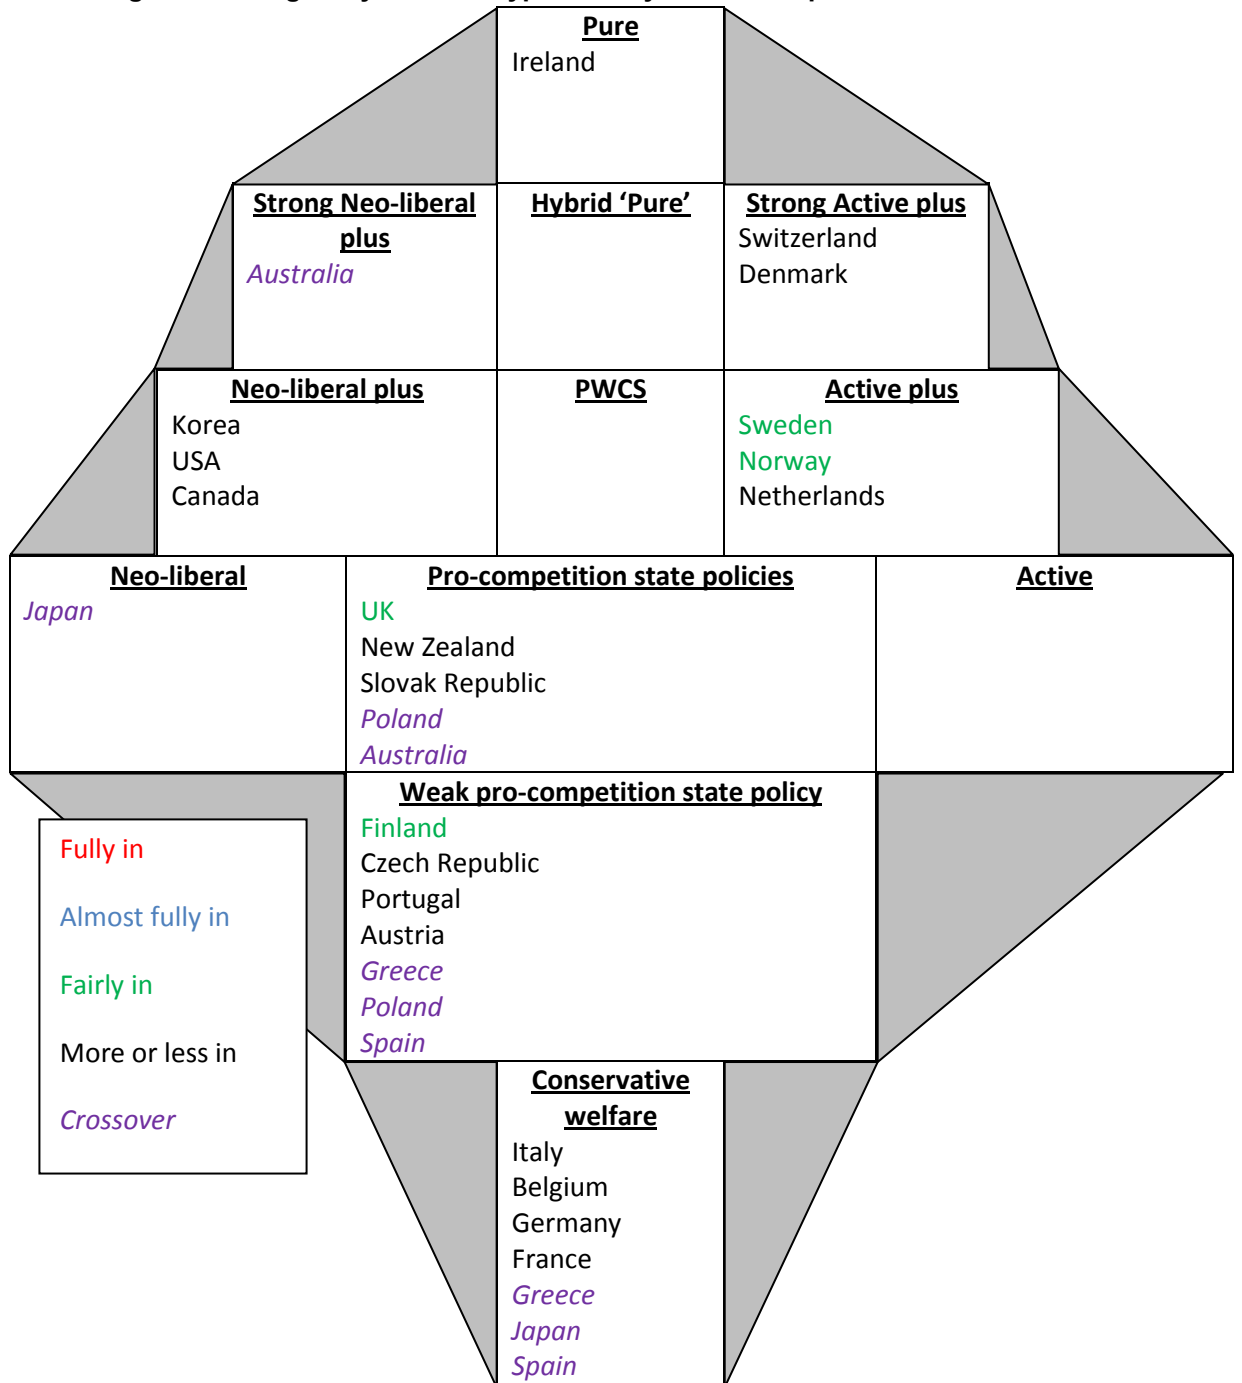 Pure
Ireland
Strong Neo-liberal
plus
Australia
Hybrid ‘Pure’
Strong Active plus
Switzerland
Denmark
Neo-liberal plus
Korea
USA
Canada
PWCS
Active plus
Sweden
Norway
Netherlands
Neo-liberal
Japan
Pro-competition state policies
UK
New Zealand
Slovak Republic
Poland
Australia
Active
Weak pro-competition state policy
Finland
Czech Republic
Portugal
Austria
Greece
Poland
Spain
Fully in
Almost fully in
Fairly in
More or less in
Crossover
Conservative
welfare
Italy
Belgium
Germany
France
Greece
Japan
Spain